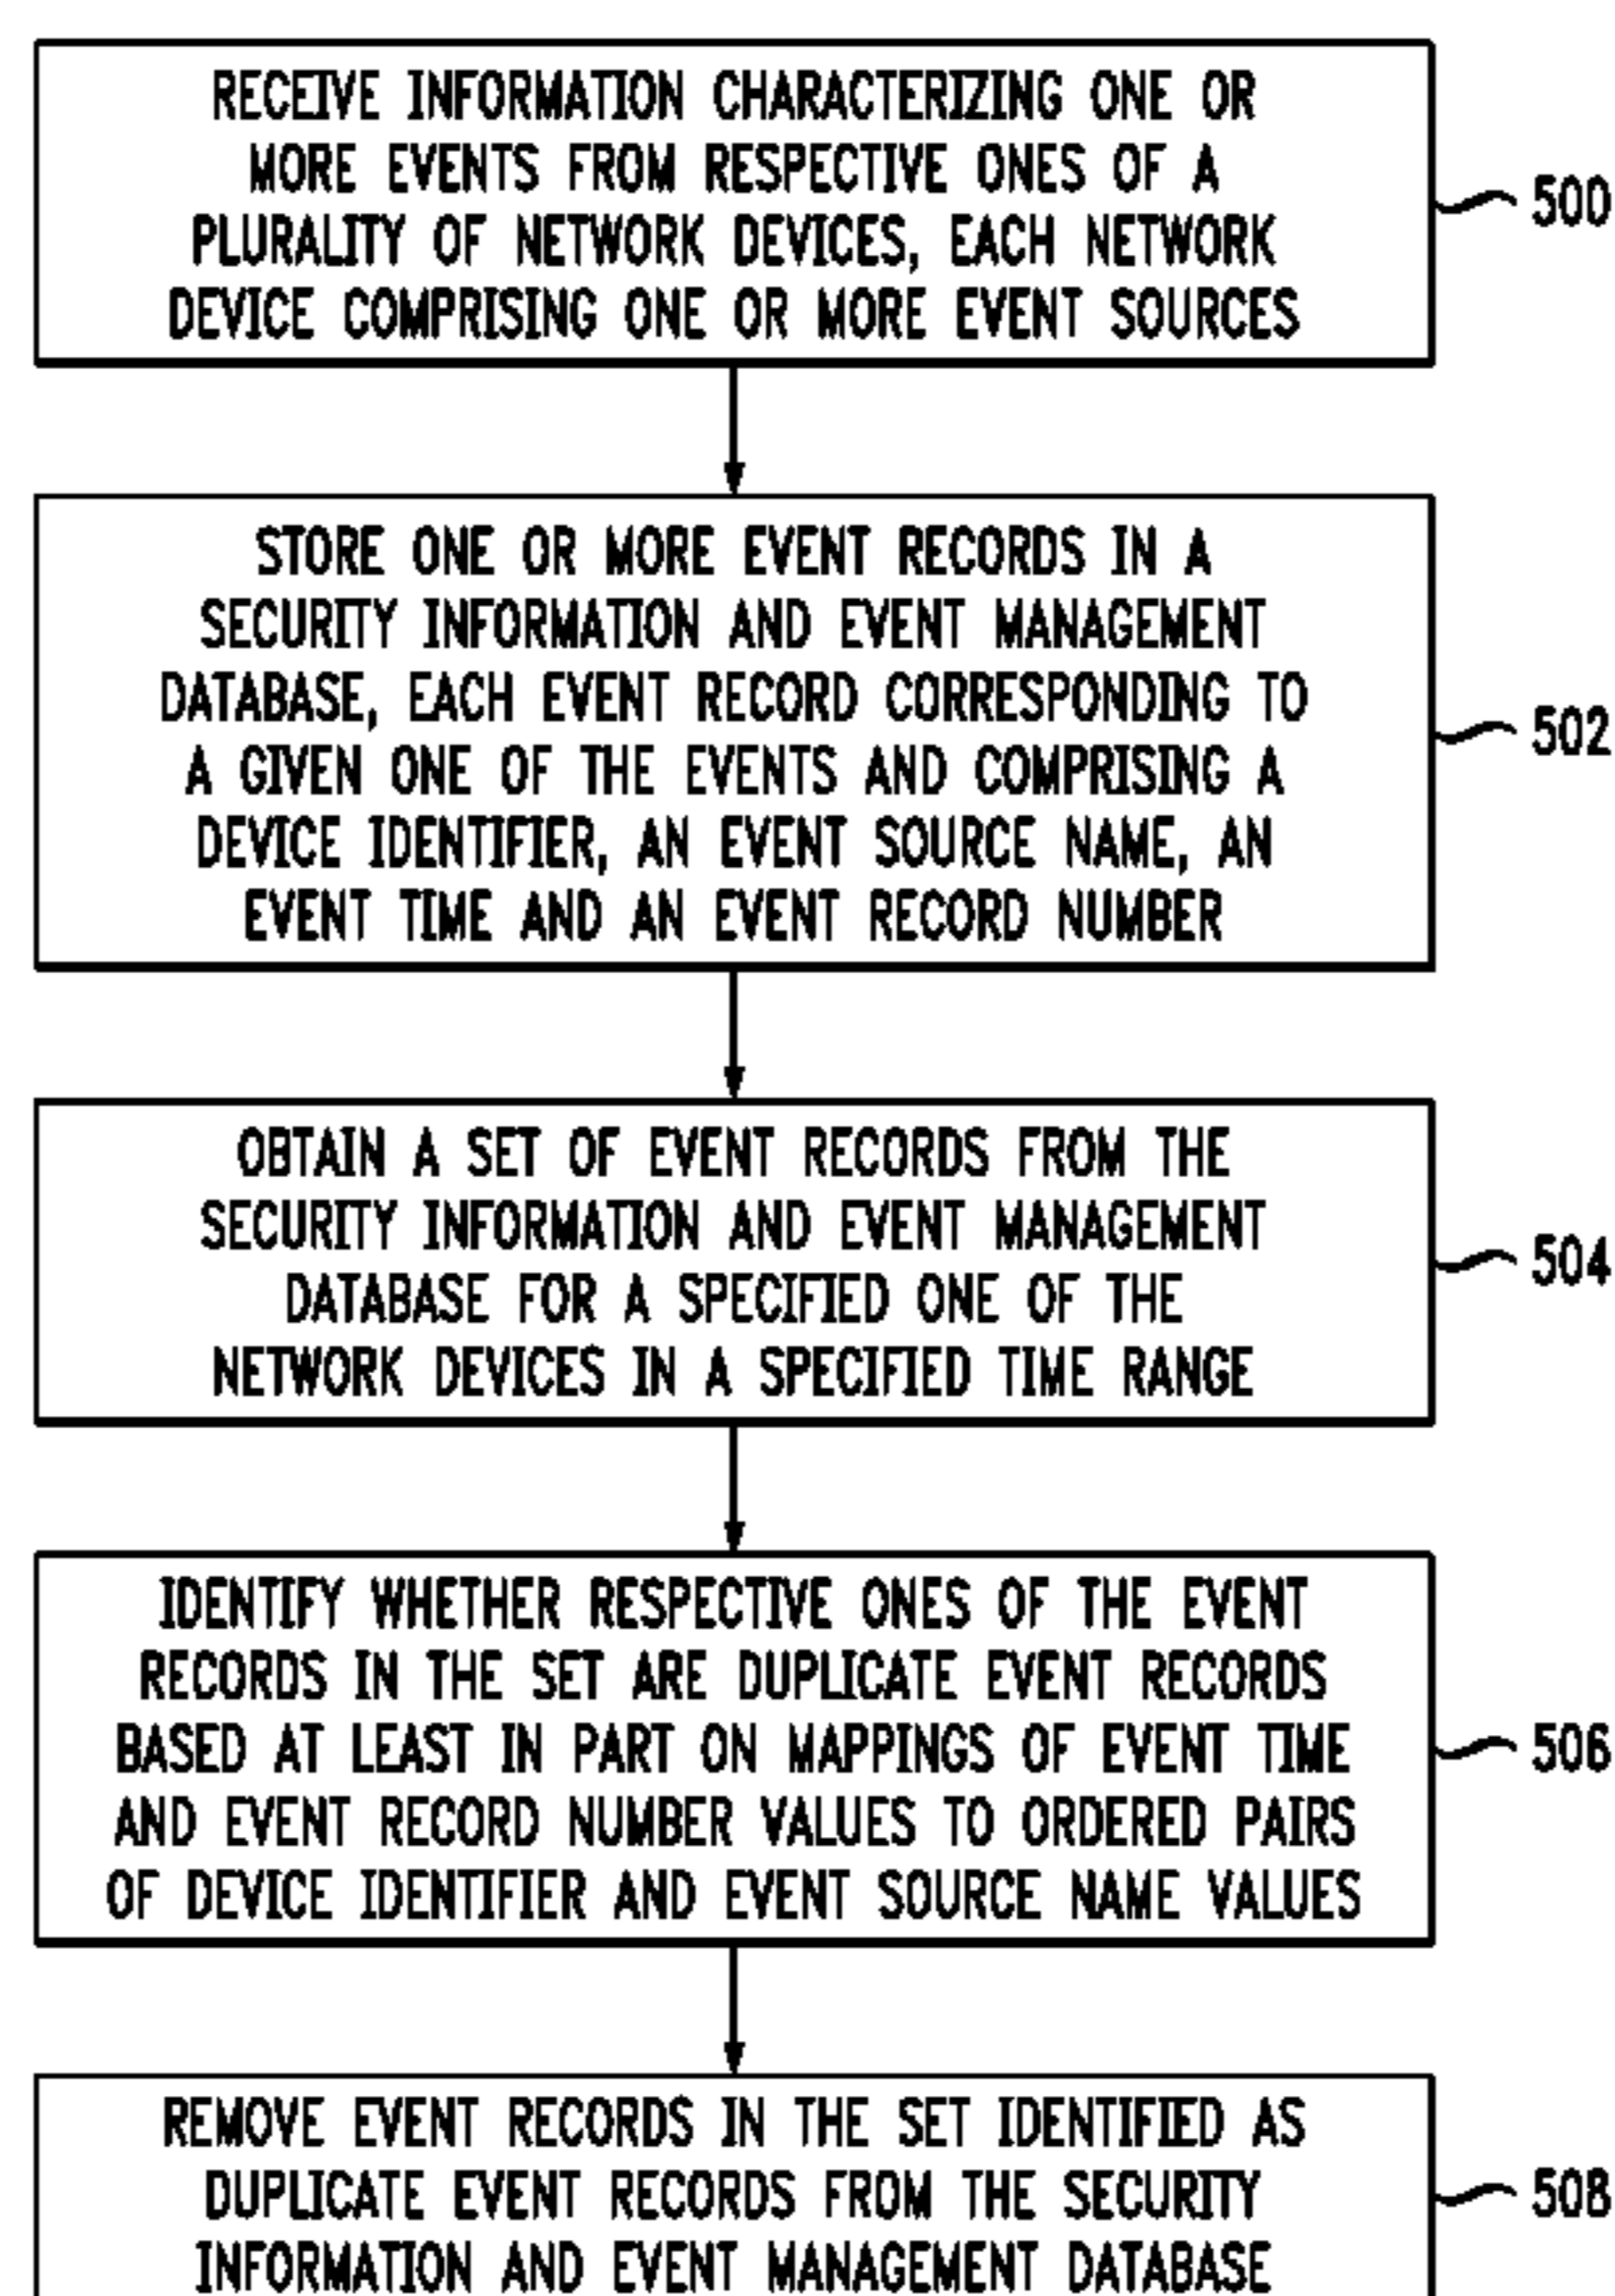 RECEIVE INFORMATION CHARACTERIZING ONE OR
MORE EVENTS FROM RESPECTIVE ONES OF A
PLURALITY OF NETWORK DEVICES, EACH NETWORK
DEVICE COMPRISING ONE OR MORE EVENT SOURCES
500
STORE ONE OR MORE EVENT RECORDS IN A
SECURITY INFORMATION AND EVENT MANAGEMENT
DATABASE, EACH EVENT RECORD CORRESPONDING TO
A GIVEN ONE OF THE EVENTS AND COMPRISING A
DEVICE IDENTIFIER, AN EVENT SOURCE NAME, AN
EVENT TIME AND AN EVENT RECORD NUMBER
502
OBTAIN A SET OF EVENT RECORDS FROM THE
SECURITY INFORMATION AND EVENT MANAGEMENT
DATABASE FOR A SPECIFIED ONE OF THE
NETWORK DEVICES IN A SPECIFIED TIME RANGE
504
IDENTIFY WHETHER RESPECTIVE ONES OF THE EVENT
RECORDS IN THE SET ARE DUPLICATE EVENT RECORDS
BASED AT LEAST IN PART ON MAPPINGS OF EVENT TIME
AND EVENT RECORD NUMBER VALUES TO ORDERED PAIRS
OF DEVICE IDENTIFIER AND EVENT SOURCE NAME VALUES
506
REMOVE EVENT RECORDS IN THE SET IDENTIFIED AS
DUPLICATE EVENT RECORDS FROM THE SECURITY
INFORMATION AND EVENT MANAGEMENT DATABASE
508